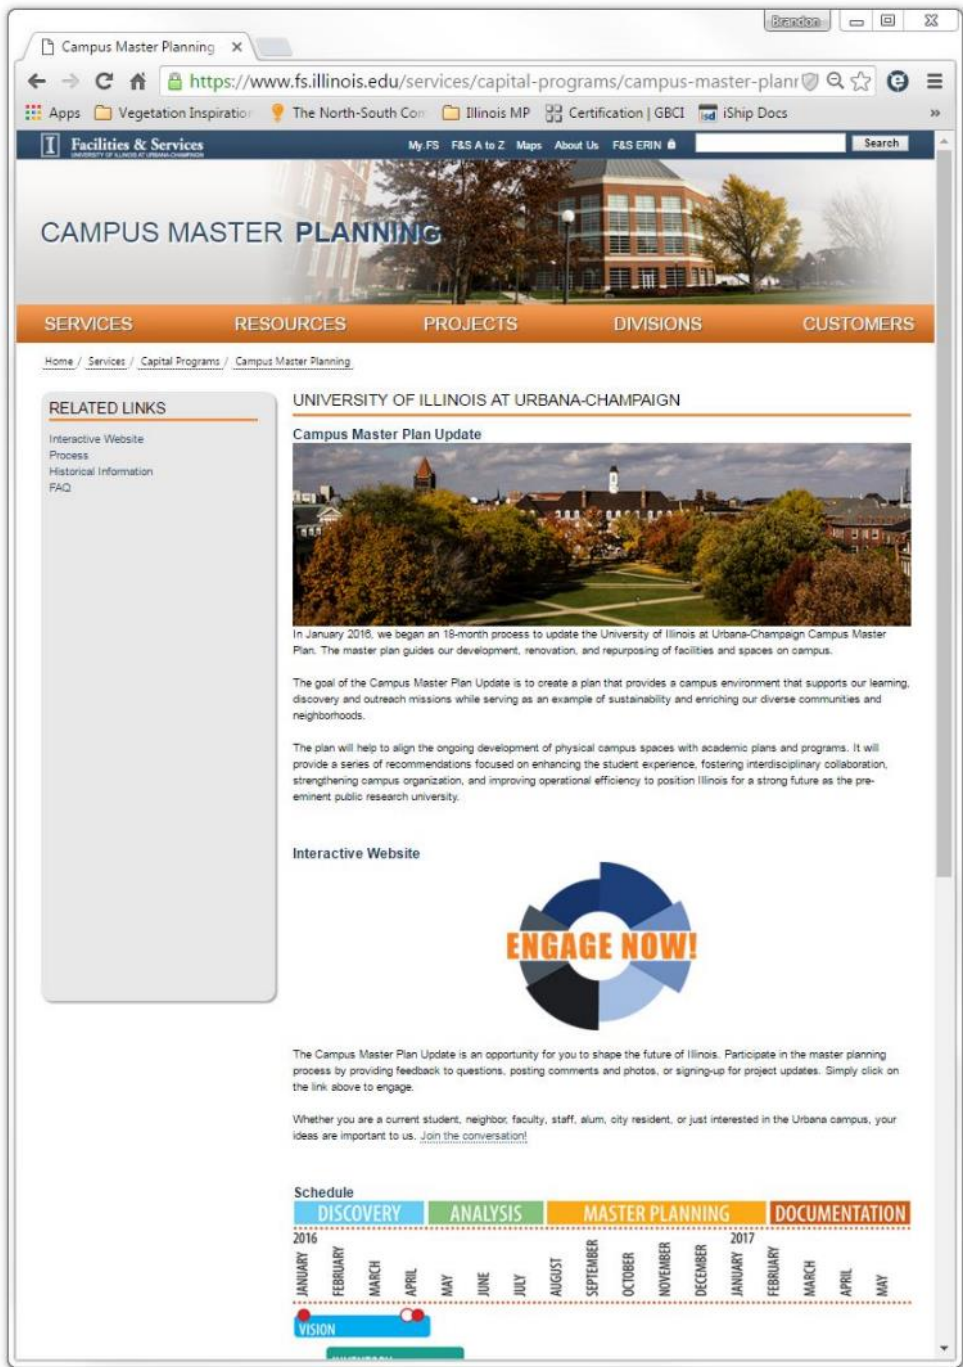 Brandon
Campus Master Planning
https://www.fs.illinois.edu/services/capital-programs/campus-master-plann
Apps Vegetation Inspiration The North-South Com Illinois MP Certification | GBCI isd iShip Docs »
I Facilities & Services My.FS F&S A to Z Maps About Us F&S ERIN Search
UNIVERSITY OF ILLINOIS AT URBANA-CHAMPAIGN
CAMPUS MASTER PLANNING
SERVICES RESOURCES PROJECTS DIVISIONS CUSTOMERS
Home / Services / Capital Programs / Campus Master Planning
RELATED LINKS
Interactive Website
Process
Historical Information
FAQ
UNIVERSITY OF ILLINOIS AT URBANA-CHAMPAIGN
Campus Master Plan Update
In January 2016, we began an 18-month process to update the University of Illinois at Urbana-Champaign Campus Master
Plan. The master plan guides our development, renovation, and repurposing of facilities and spaces on campus.
The goal of the Campus Master Plan Update is to create a plan that provides a campus environment that supports our learning,
discovery and outreach missions while serving as an example of sustainability and enriching our diverse communities and
neighborhoods.
The plan will help to align the ongoing development of physical campus spaces with academic plans and programs. It will
provide a series of recommendations focused on enhancing the student experience, fostering interdisciplinary collaboration,
strengthening campus organization, and improving operational efficiency to position Illinois for a strong future as the pre-
eminent public research university.
Interactive Website
ENGAGE NOW!
The Campus Master Plan Update is an opportunity for you to shape the future of Illinois. Participate in the master planning
process by providing feedback to questions, posting comments and photos, or signing-up for project updates. Simply click on
the link above to engage.
Whether you are a current student, neighbor, faculty, staff, alum, city resident, or just interested in the Urbana campus, your
ideas are important to us. Join the conversation!
Schedule
DISCOVERY ANALYSIS MASTER PLANNING DOCUMENTATION
2016 2017
JANUARY FEBRUARY MARCH APRIL MAY JUNE JULY AUGUST SEPTEMBER OCTOBER NOVEMBER DECEMBER JANUARY FEBRUARY MARCH APRIL MAY
VISION